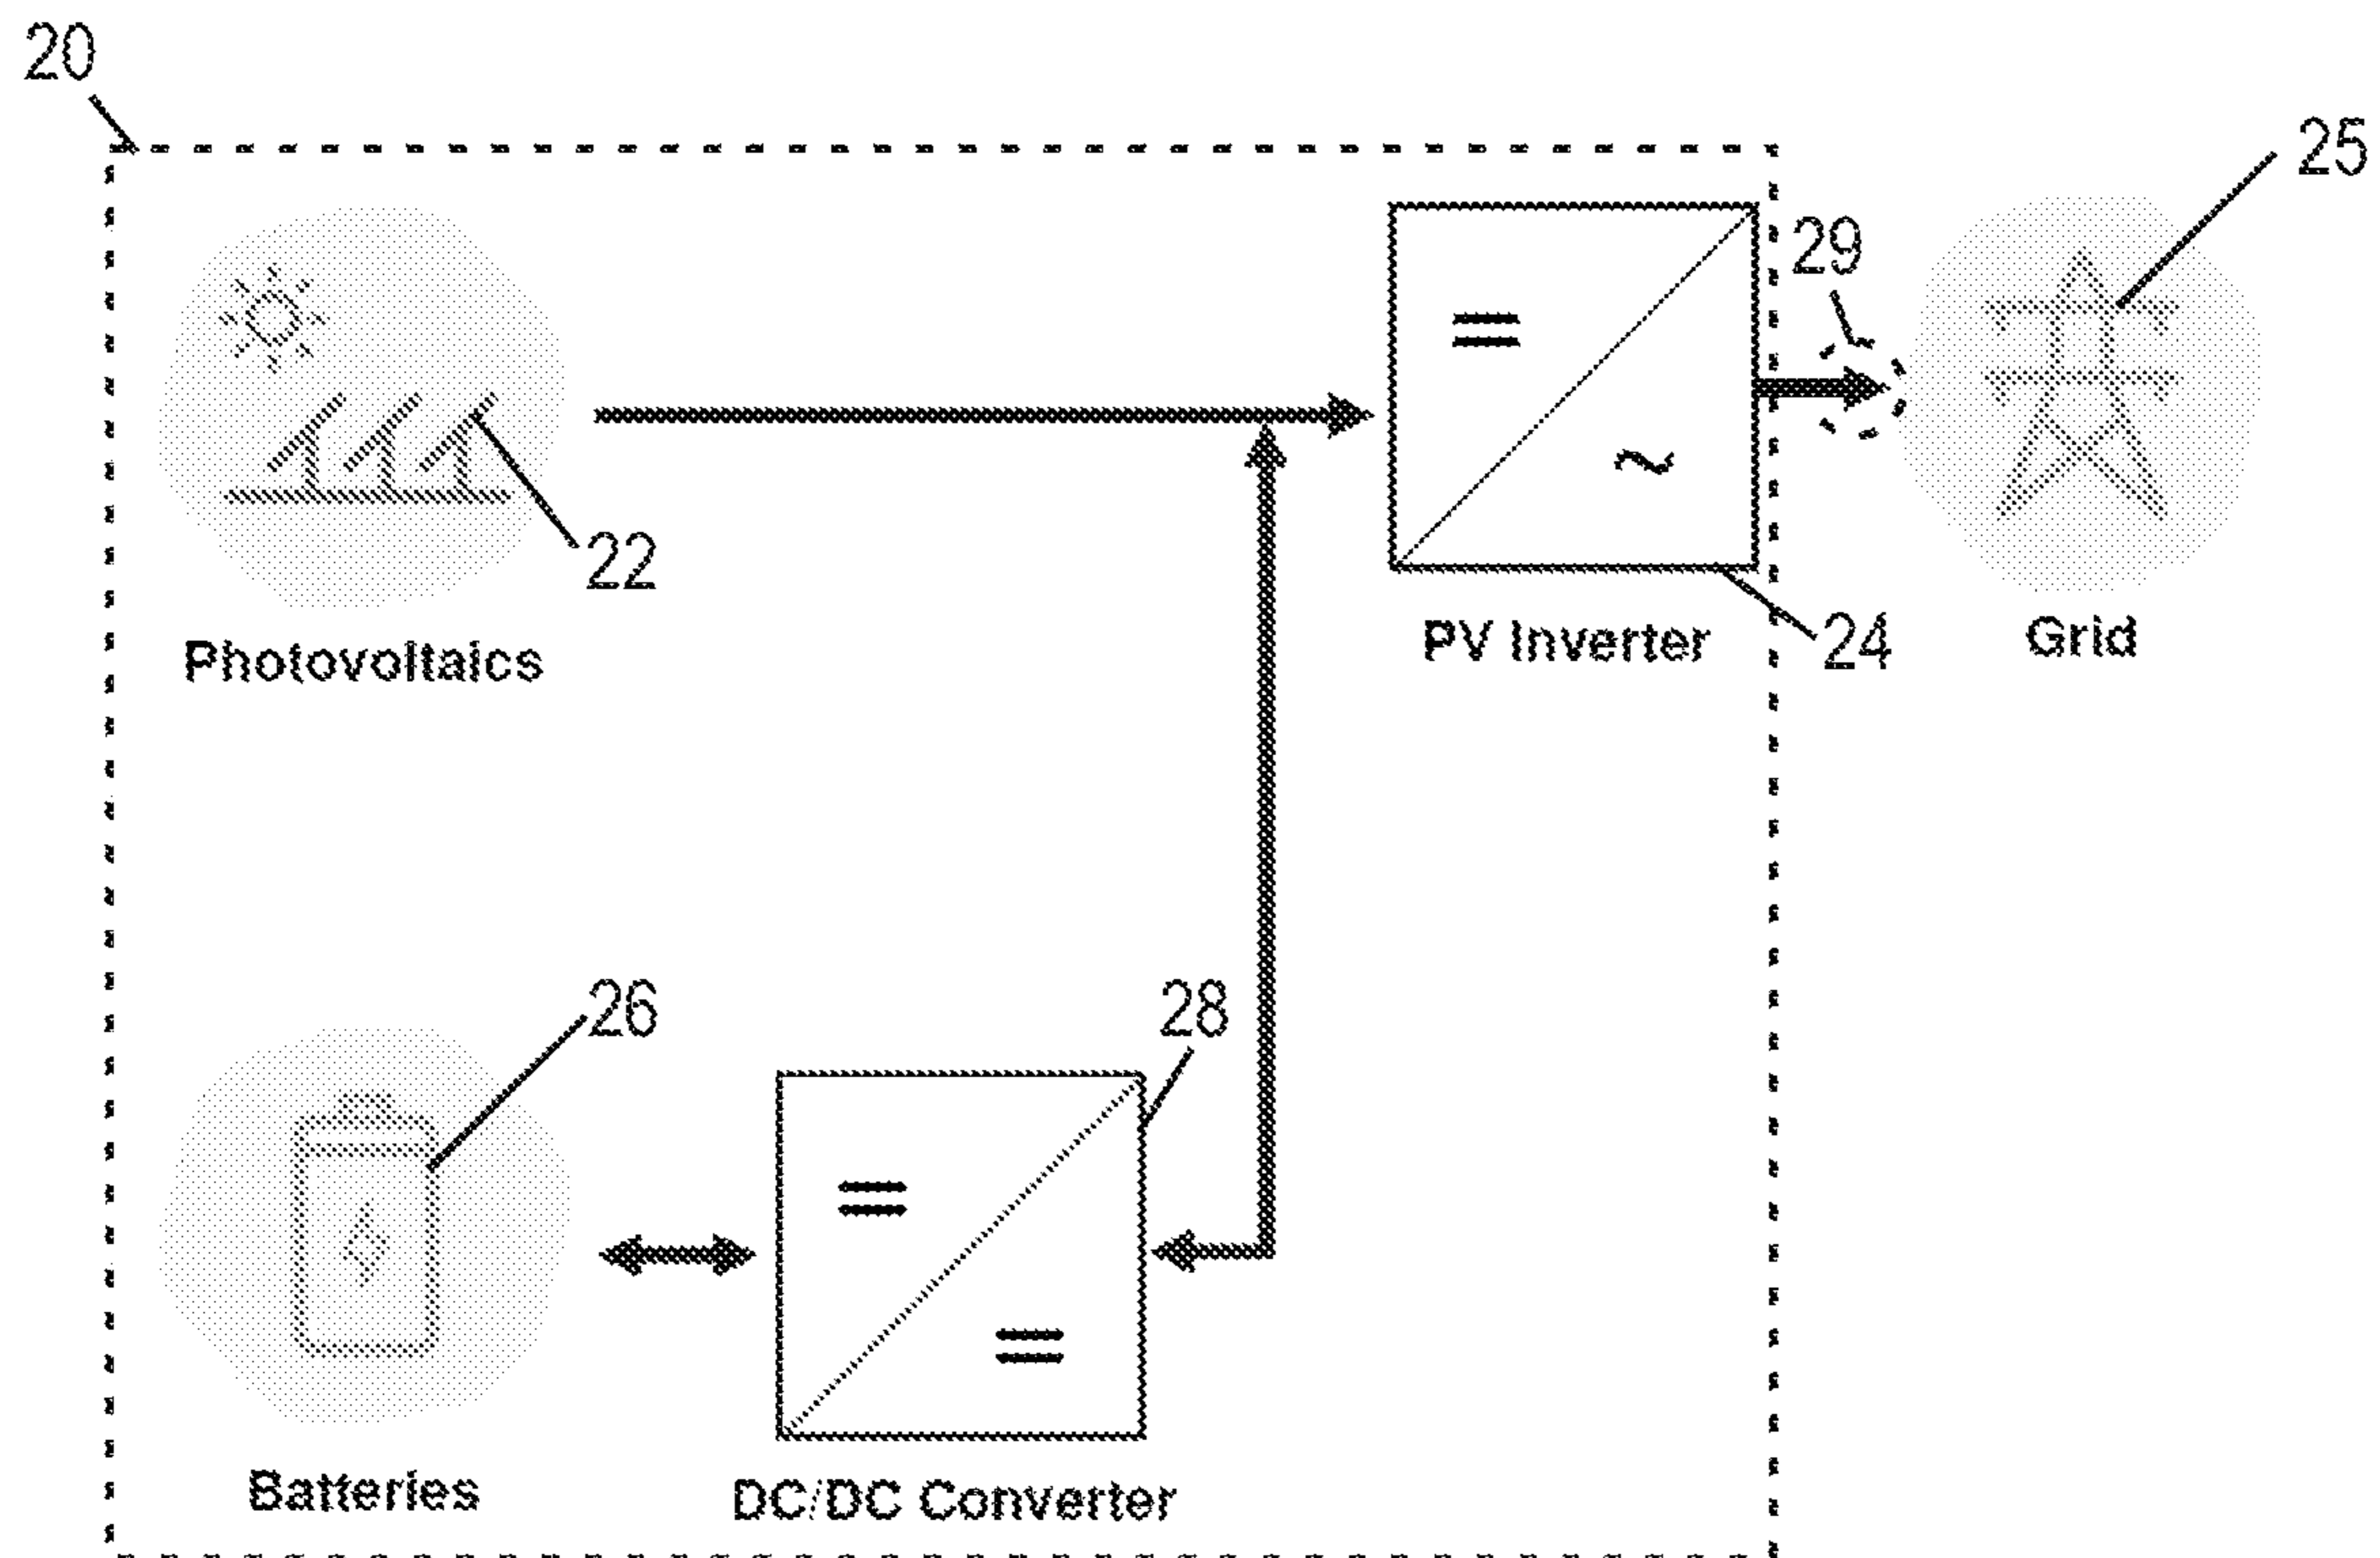 20
25
29
22
Photovoltaics
PV Inverter
24
Grid
26
28
Batteries
DC/DC Converter